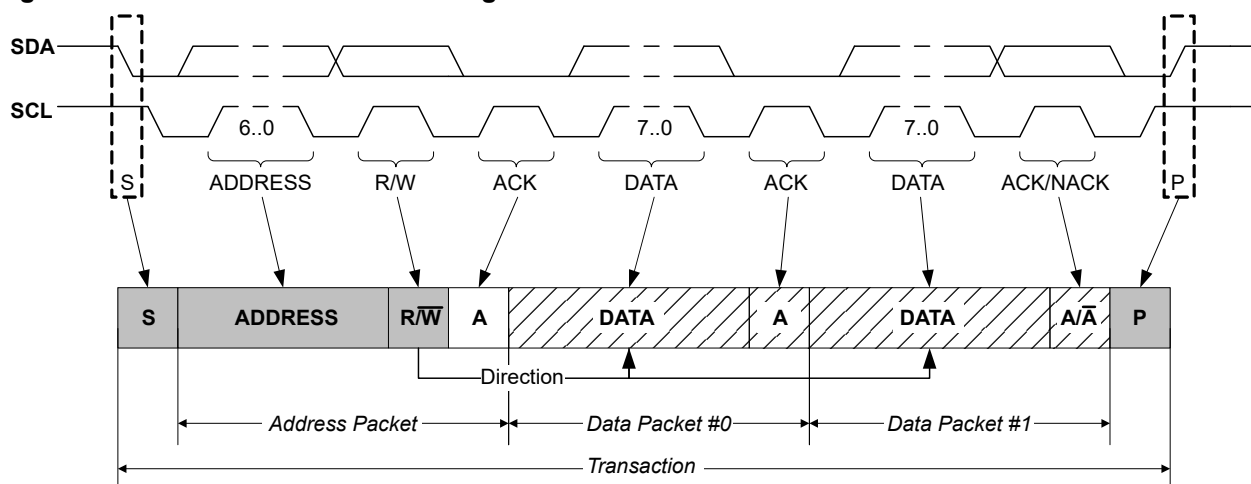 SDA
SCL
6..0 7..0 7..0
S ADDRESS R/W ACK DATA ACK DATA ACK/NACK P
S ADDRESS R/W̅ A DATA A DATA A/A̅ P
Direction
Address Packet Data Packet #0 Data Packet #1
Transaction